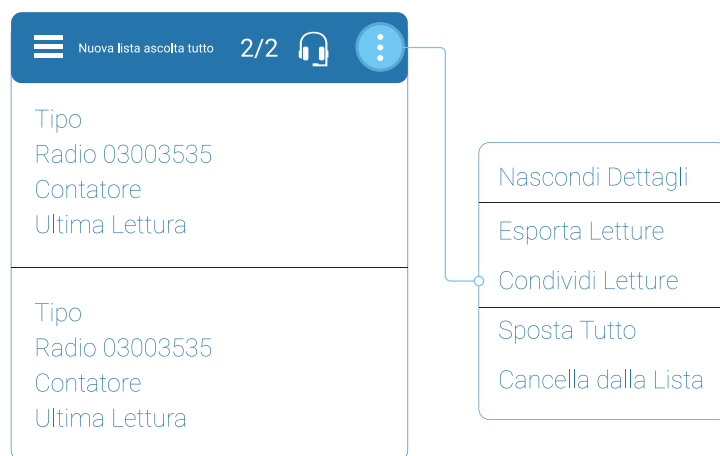 Nuova lista ascolta tutto 2/2
Tipo
Radio 03003535
Contatore
Ultima Lettura
Tipo
Radio 03003535
Contatore
Ultima Lettura
Nascondi Dettagli
Esporta Letture
Condividi Letture
Sposta Tutto
Cancella dalla Lista